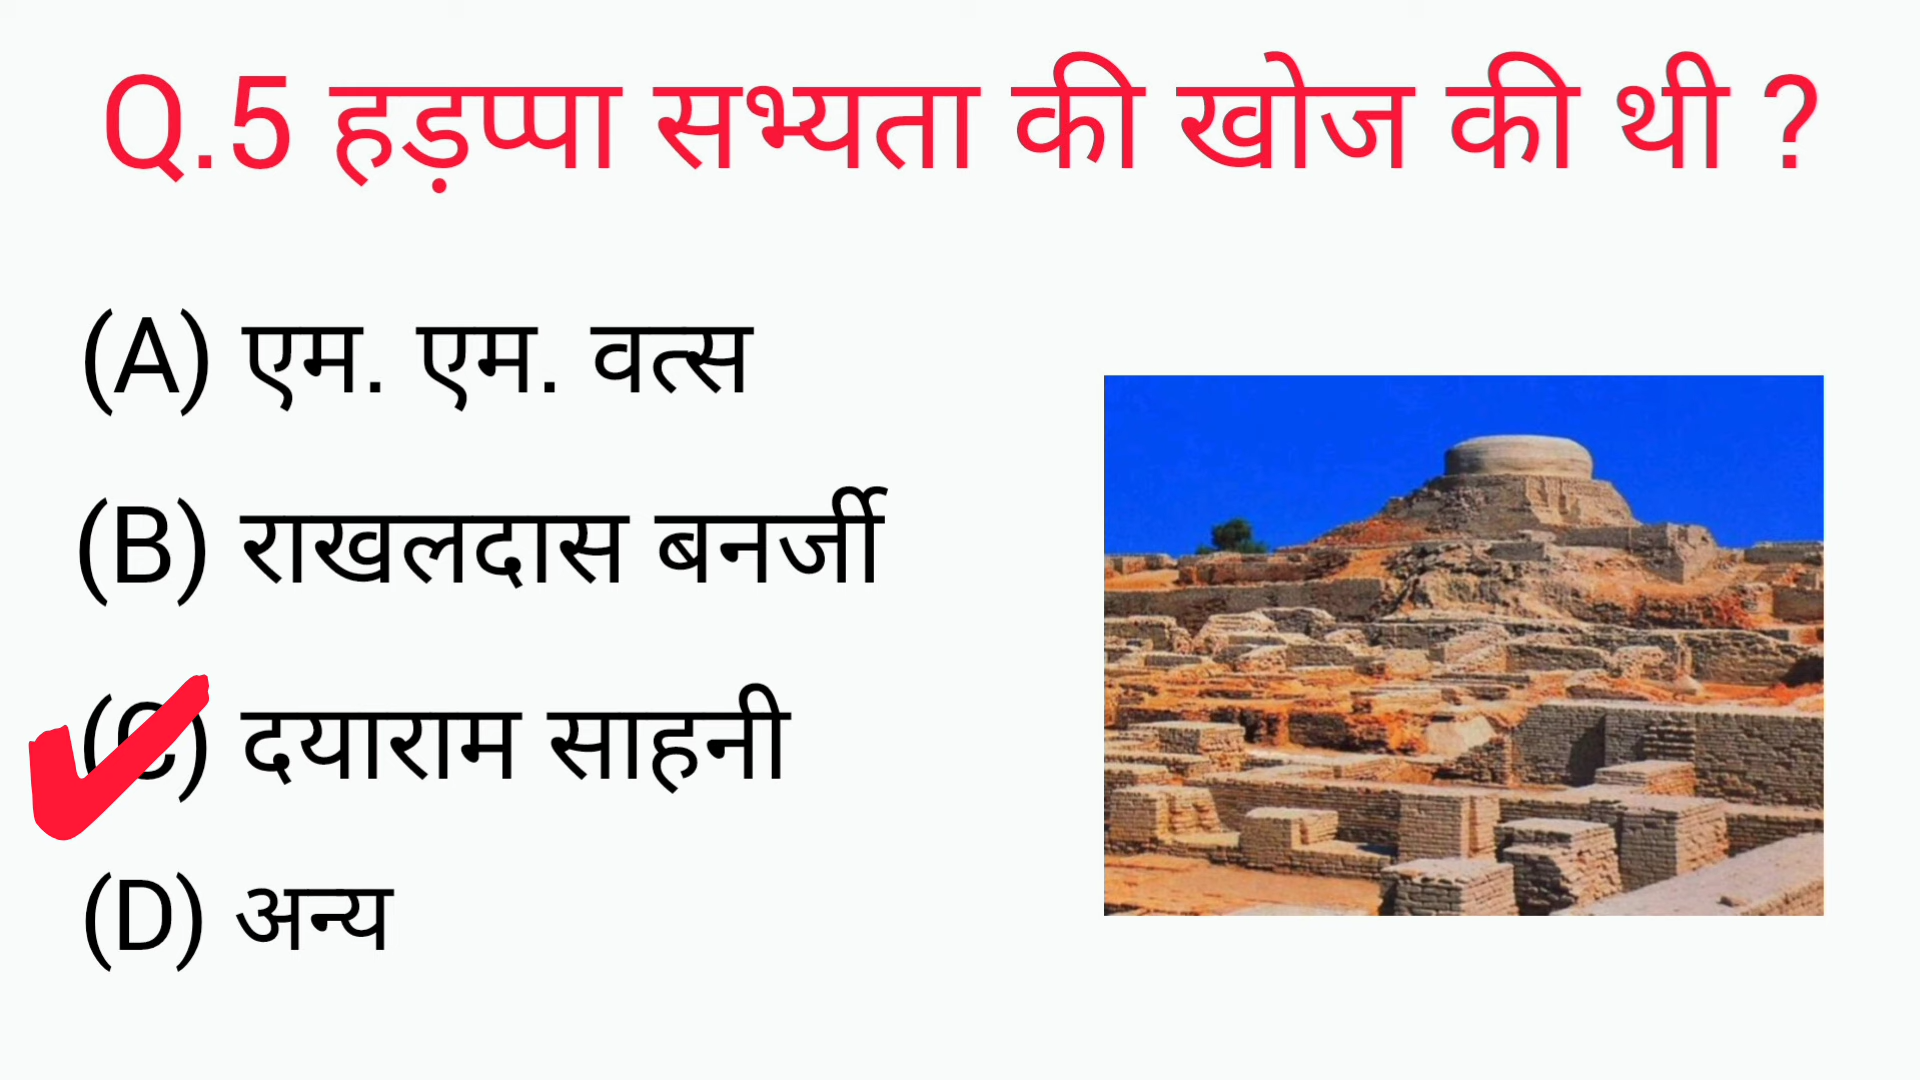 Q.5 हड़प्पा सभ्यता की खोज की थी ?
(A) एम. एम. वत्स
(B) राखलदास बनर्जी
(C) दयाराम साहनी
(D) अन्य